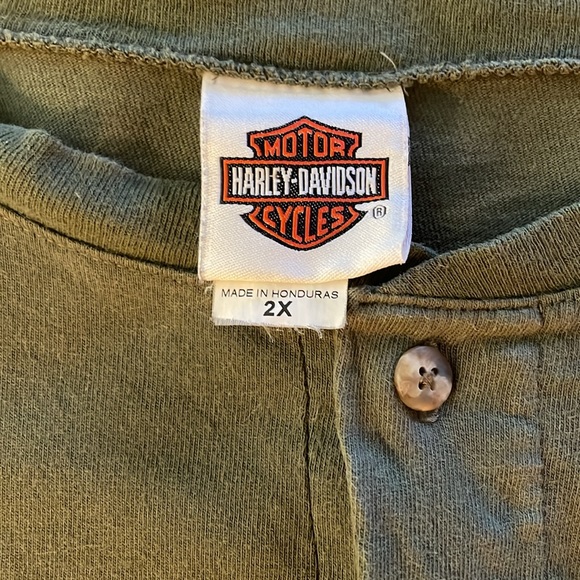 MOTOR
HARLEY-DAVIDSON
CYCLES
®
MADE IN HONDURAS
2X